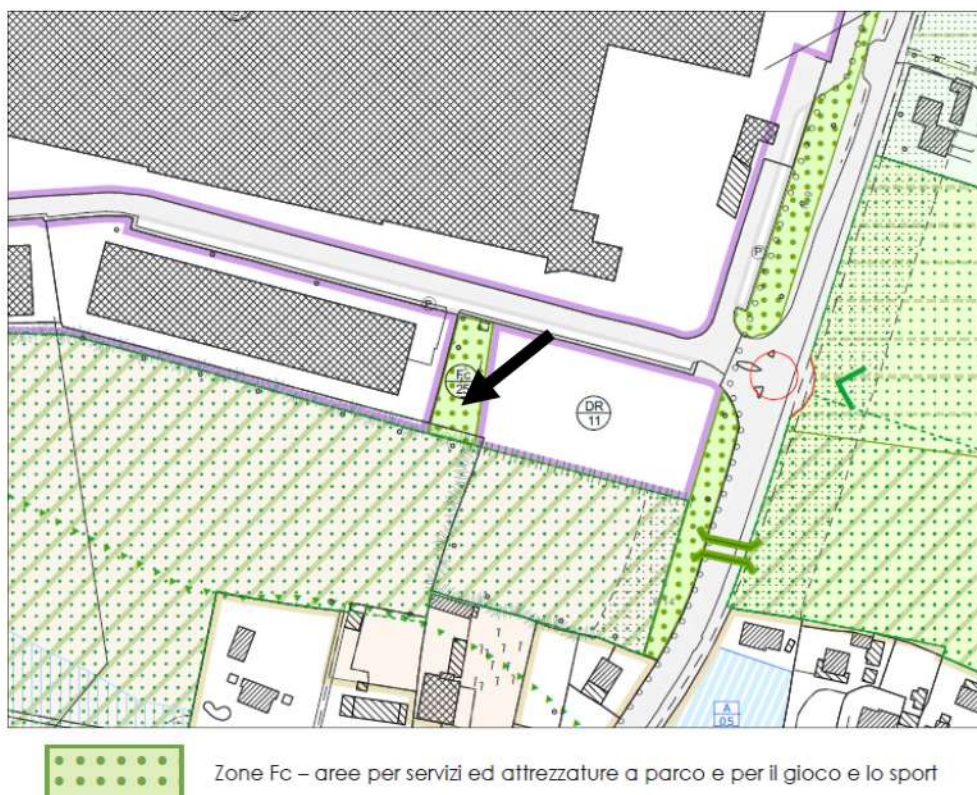 P
P
Fc
25
DR
11
A
05
Zone Fc – aree per servizi ed attrezzature a parco e per il gioco e lo sport